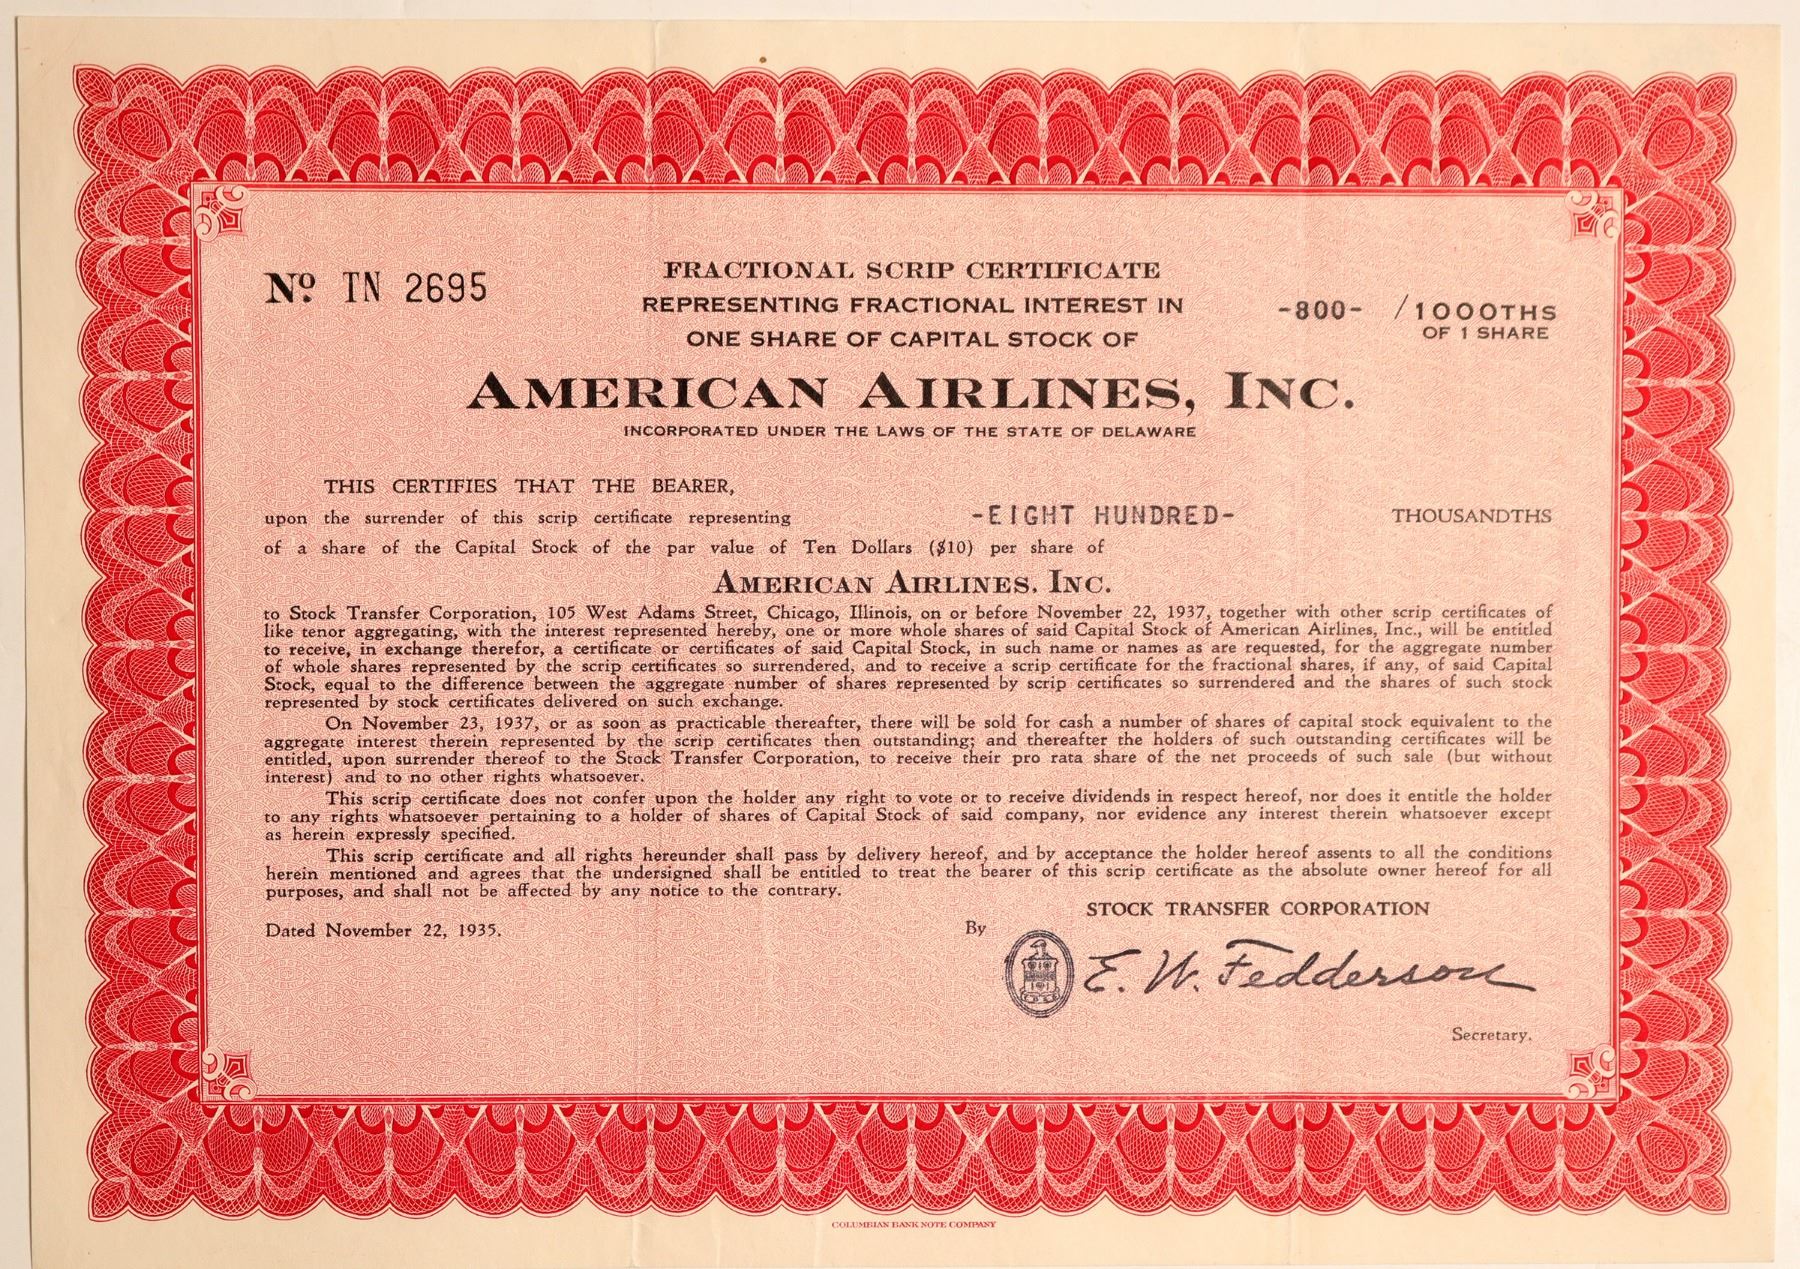 No. TN 2695
FRACTIONAL SCRIP CERTIFICATE
REPRESENTING FRACTIONAL INTEREST IN
ONE SHARE OF CAPITAL STOCK OF
-800- /1000THS
OF 1 SHARE
AMERICAN AIRLINES, INC.
INCORPORATED UNDER THE LAWS OF THE STATE OF DELAWARE
THIS CERTIFIES THAT THE BEARER,
upon the surrender of this scrip certificate representing -EIGHT HUNDRED- THOUSANDTHS
of a share of the Capital Stock of the par value of Ten Dollars ($10) per share of
AMERICAN AIRLINES, INC.
to Stock Transfer Corporation, 105 West Adams Street, Chicago, Illinois, on or before November 22, 1937, together with other scrip certificates of
like tenor aggregating, with the interest represented hereby, one or more whole shares of said Capital Stock of American Airlines, Inc., will be entitled
to receive, in exchange therefor, a certificate or certificates of said Capital Stock, in such name or names as are requested, for the aggregate number
of whole shares represented by the scrip certificates so surrendered, and to receive a scrip certificate for the fractional shares, if any, of said Capital
Stock, equal to the difference between the aggregate number of shares represented by scrip certificates so surrendered and the shares of such stock
represented by stock certificates delivered on such exchange.
On November 23, 1937, or as soon as practicable thereafter, there will be sold for cash a number of shares of capital stock equivalent to the
aggregate interest therein represented by the scrip certificates then outstanding; and thereafter the holders of such outstanding certificates will be
entitled, upon surrender thereof to the Stock Transfer Corporation, to receive their pro rata share of the net proceeds of such sale (but without
interest) and to no other rights whatsoever.
This scrip certificate does not confer upon the holder any right to vote or to receive dividends in respect hereof, nor does it entitle the holder
to any rights whatsoever pertaining to a holder of shares of Capital Stock of said company, nor evidence any interest therein whatsoever except
as herein expressly specified.
This scrip certificate and all rights hereunder shall pass by delivery hereof, and by acceptance the holder hereof assents to all the conditions
herein mentioned and agrees that the undersigned shall be entitled to treat the bearer of this scrip certificate as the absolute owner hereof for all
purposes, and shall not be affected by any notice to the contrary.
STOCK TRANSFER CORPORATION
Dated November 22, 1935.
By E. W. Fedderson
Secretary.
COLUMBIAN BANK NOTE COMPANY